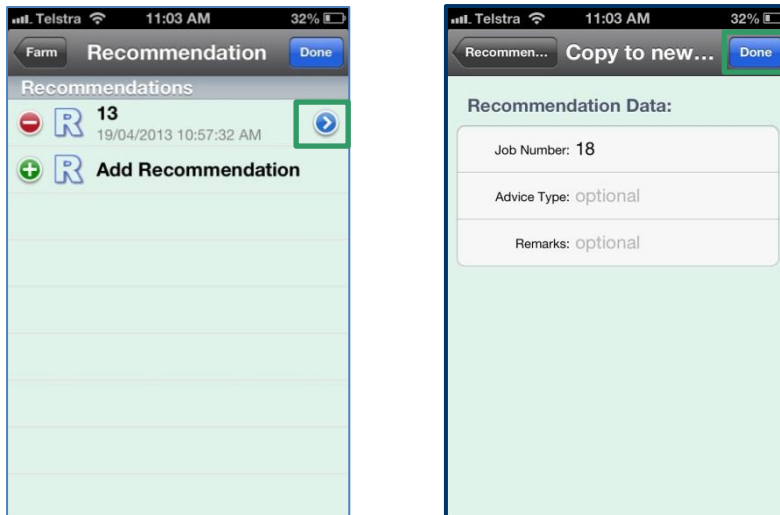 Telstra 11:03 AM 32%
Farm Recommendation Done
Recommendations
R 13
19/04/2013 10:57:32 AM
R Add Recommendation
Telstra 11:03 AM 32%
Recommen... Copy to new... Done
Recommendation Data:
Job Number: 18
Advice Type: optional
Remarks: optional